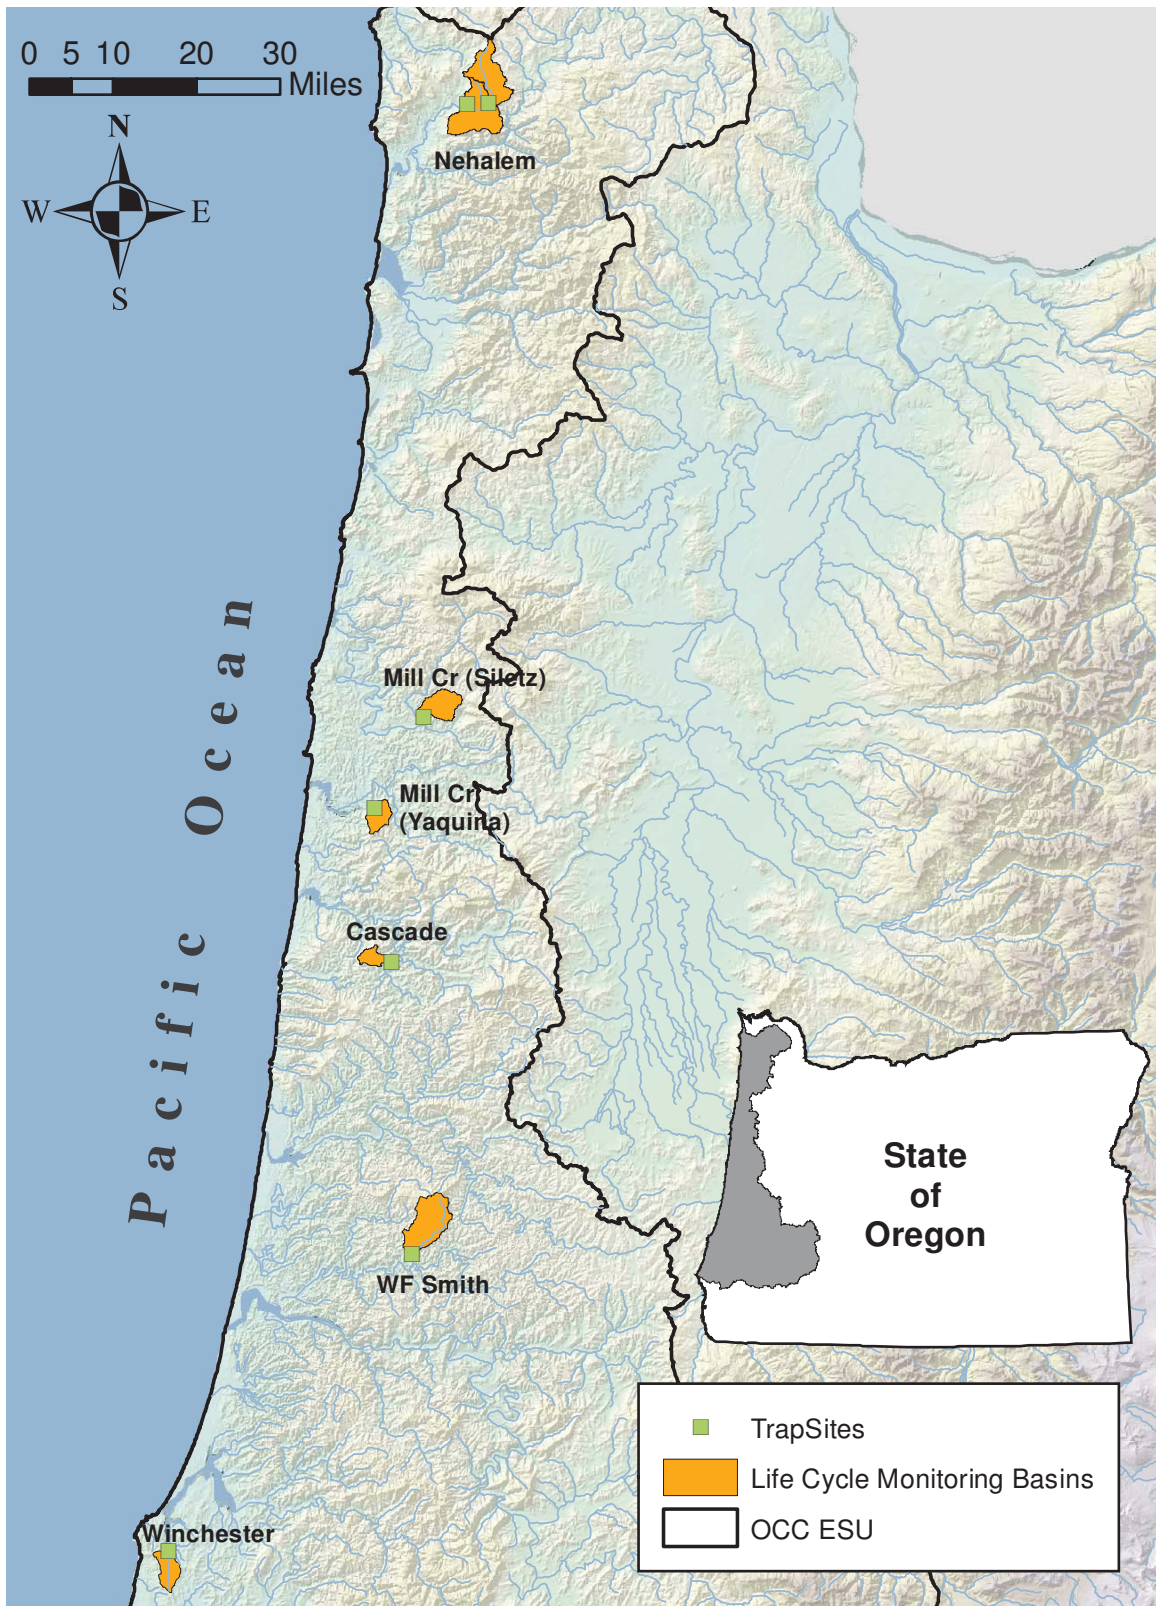 0 5 10 20 30
Miles
N
W E
S
Nehalem
Pacific Ocean
Mill Cr (Siletz)
Mill Cr
(Yaquina)
Cascade
WF Smith
Winchester
State
of
Oregon
TrapSites
Life Cycle Monitoring Basins
OCC ESU